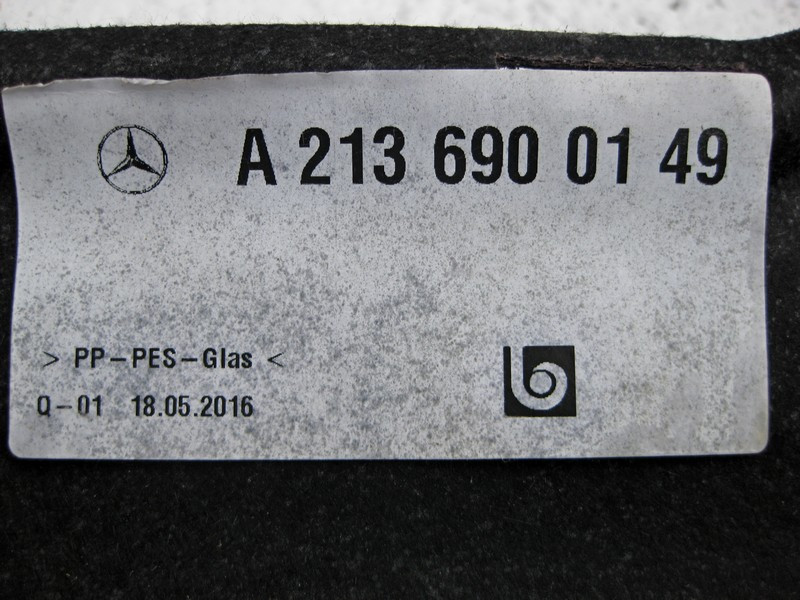 A 213 690 01 49
> PP-PES-Glas <
Q-01 18.05.2016